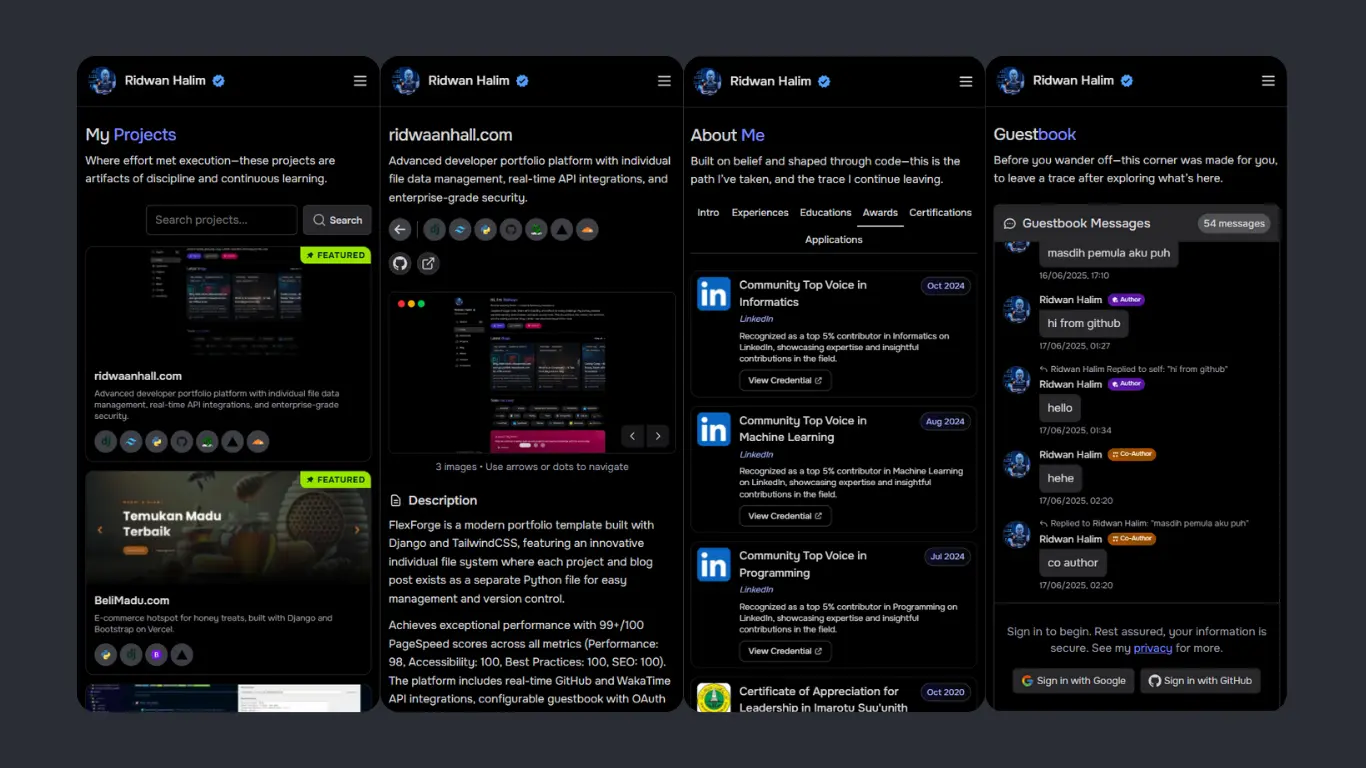 Ridwan Halim
My Projects
Where effort met execution—these projects are
artifacts of discipline and continuous learning.
Search projects...
Search
FEATURED
ridwaanhall.com
Advanced developer portfolio platform with individual file data
management, real-time API integrations, and enterprise-grade
security.
FEATURED
Temukan Madu
Terbaik
BeliMadu.com
E-commerce hotspot for honey treats, built with Django and
Bootstrap on Vercel.
Ridwan Halim
ridwaanhall.com
Advanced developer portfolio platform with individual
file data management, real-time API integrations, and
enterprise-grade security.
3 images • Use arrows or dots to navigate
Description
FlexForge is a modern portfolio template built with
Django and TailwindCSS, featuring an innovative
individual file system where each project and blog
post exists as a separate Python file for easy
management and version control.
Achieves exceptional performance with 99+/100
PageSpeed scores across all metrics (Performance:
98, Accessibility: 100, Best Practices: 100, SEO: 100).
The platform includes real-time GitHub and WakaTime
API integrations, configurable guestbook with OAuth
Ridwan Halim
About Me
Built on belief and shaped through code—this is the
path I've taken, and the trace I continue leaving.
Intro Experiences Educations Awards Certifications
Applications
Community Top Voice in
Informatics
Oct 2024
LinkedIn
Recognized as a top 5% contributor in Informatics on
LinkedIn, showcasing expertise and insightful
contributions in the field.
View Credential
Community Top Voice in
Machine Learning
Aug 2024
LinkedIn
Recognized as a top 5% contributor in Machine Learning
on LinkedIn, showcasing expertise and insightful
contributions in the field.
View Credential
Community Top Voice in
Programming
Jul 2024
LinkedIn
Recognized as a top 5% contributor in Programming on
LinkedIn, showcasing expertise and insightful
contributions in the field.
View Credential
Certificate of Appreciation for
Leadership in Imarotu Syu'unith
Oct 2020
Ridwan Halim
Guestbook
Before you wander off—this corner was made for you,
to leave a trace after exploring what's here.
Guestbook Messages
54 messages
masdih pemula aku puh
16/06/2025, 17:10
Ridwan Halim Author
hi from github
17/06/2025, 01:27
Ridwan Halim Replied to self: "hi from github"
Ridwan Halim Author
hello
17/06/2025, 01:34
Ridwan Halim Co-Author
hehe
17/06/2025, 02:20
Replied to Ridwan Halim: "masdih pemula aku puh"
Ridwan Halim Co-Author
co author
17/06/2025, 02:20
Sign in to begin. Rest assured, your information is
secure. See my privacy for more.
Sign in with Google
Sign in with GitHub